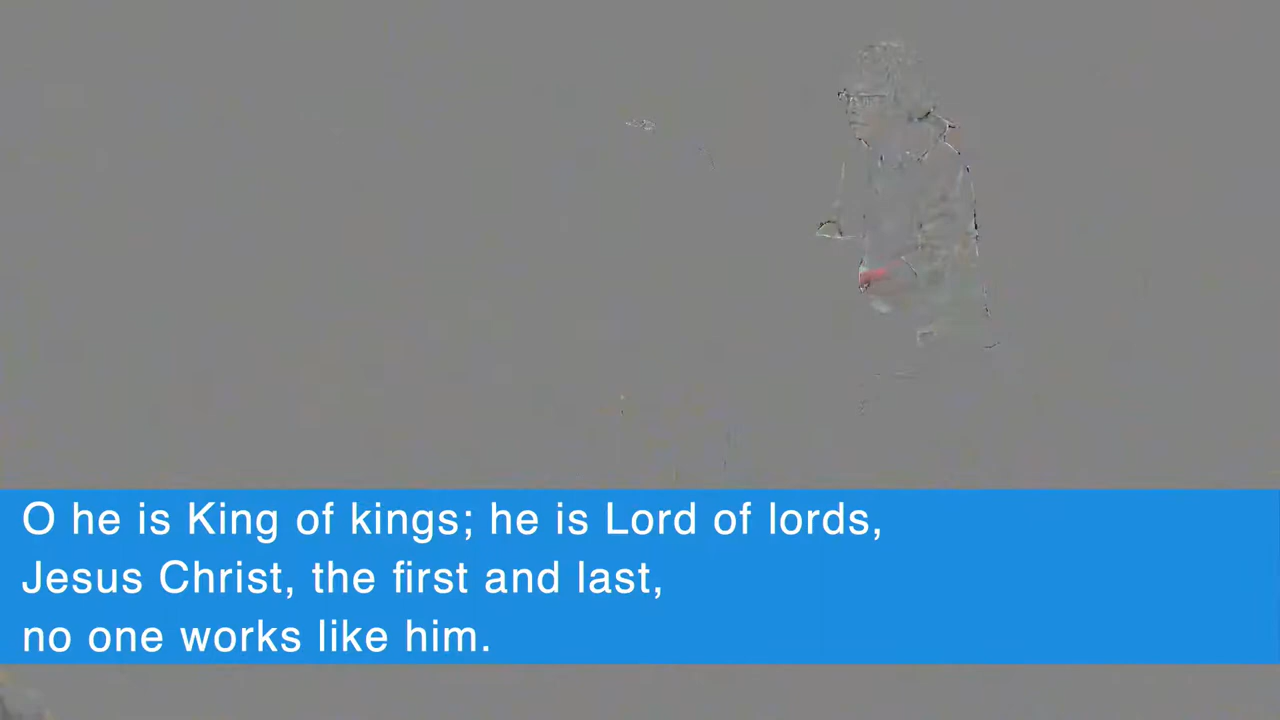 O he is King of kings; he is Lord of lords,
Jesus Christ, the first and last,
no one works like him.